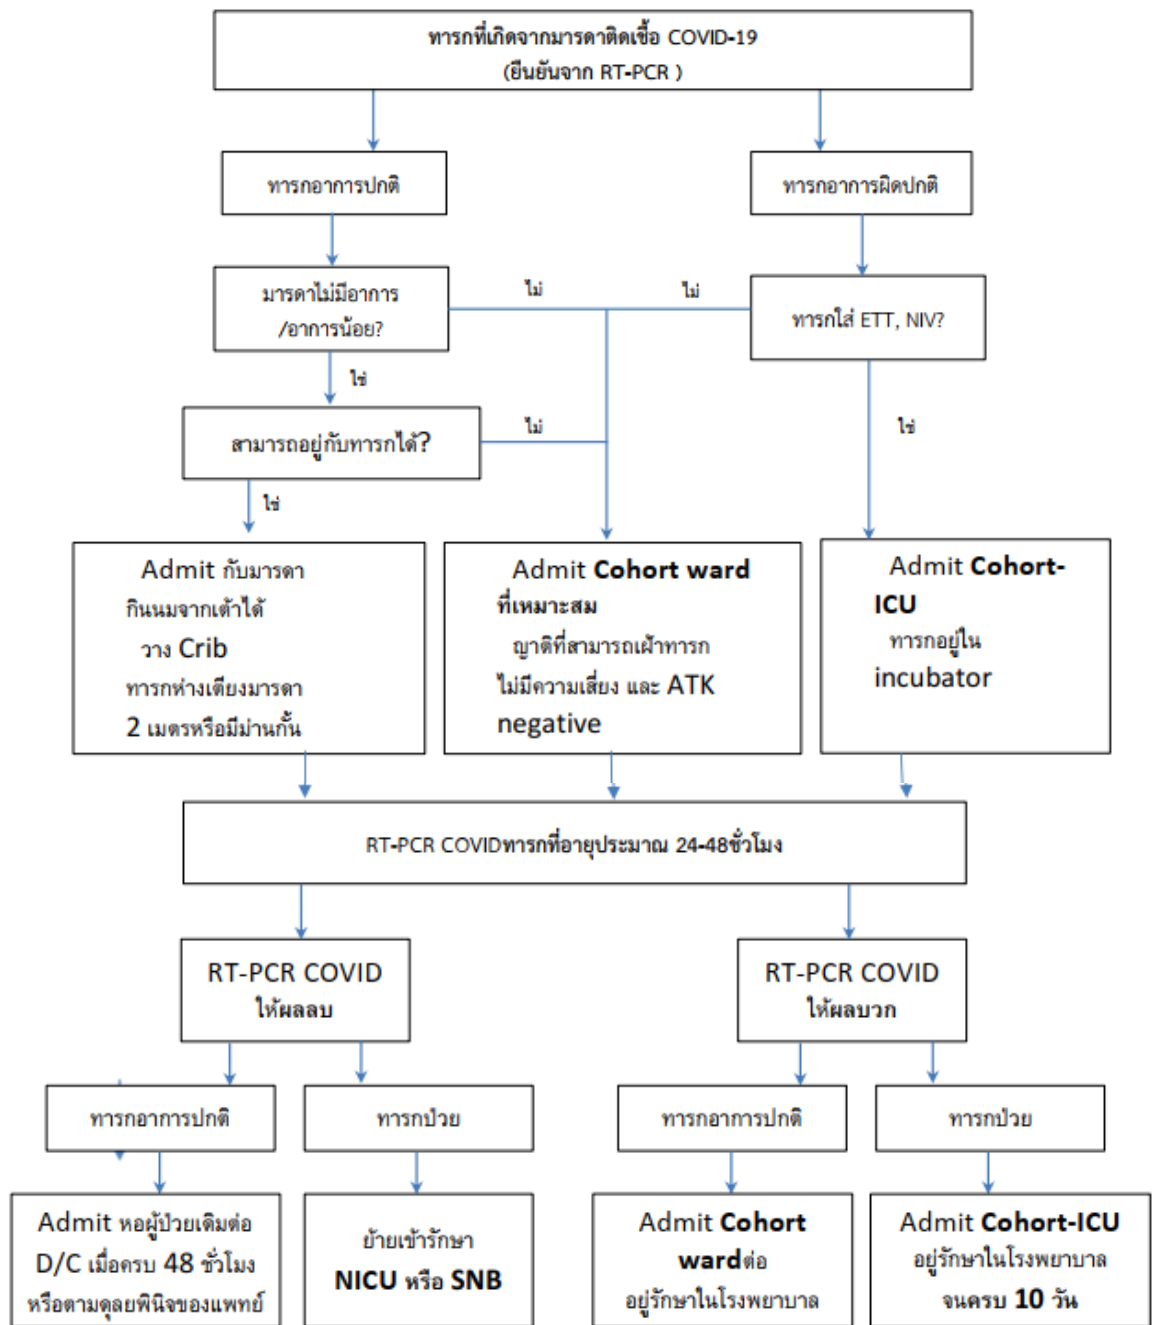 ทารกที่เกิดจากมารดาติดเชื้อ COVID-19
(ยืนยันจาก RT-PCR )
ทารกอาการปกติ
ทารกอาการผิดปกติ
มารดาไม่มีอาการ
/อาการน้อย?
ไม่
ไม่
ทารกใส่ ETT, NIV?
ใช่
สามารถอยู่กับทารกได้?
ไม่
ใช่
ใช่
Admit กับมารดา
กินนมจากเต้าได้
วาง Crib
ทารกห่างเตียงมารดา
2 เมตรหรือมีม่านกั้น
Admit Cohort ward
ที่เหมาะสม
ญาติที่สามารถเฝ้าทารก
ไม่มีความเสี่ยง และ ATK
negative
Admit Cohort-
ICU
ทารกอยู่ใน
incubator
RT-PCR COVIDทารกที่อายุประมาณ 24-48ชั่วโมง
RT-PCR COVID
ให้ผลลบ
RT-PCR COVID
ให้ผลบวก
ทารกอาการปกติ
ทารกป่วย
ทารกอาการปกติ
ทารกป่วย
Admit หอผู้ป่วยเดิมต่อ
D/C เมื่อครบ 48 ชั่วโมง
หรือตามดุลยพินิจของแพทย์
ย้ายเข้ารักษา
NICU หรือ SNB
Admit Cohort
wardต่อ
อยู่รักษาในโรงพยาบาล
Admit Cohort-ICU
อยู่รักษาในโรงพยาบาล
จนครบ 10 วัน